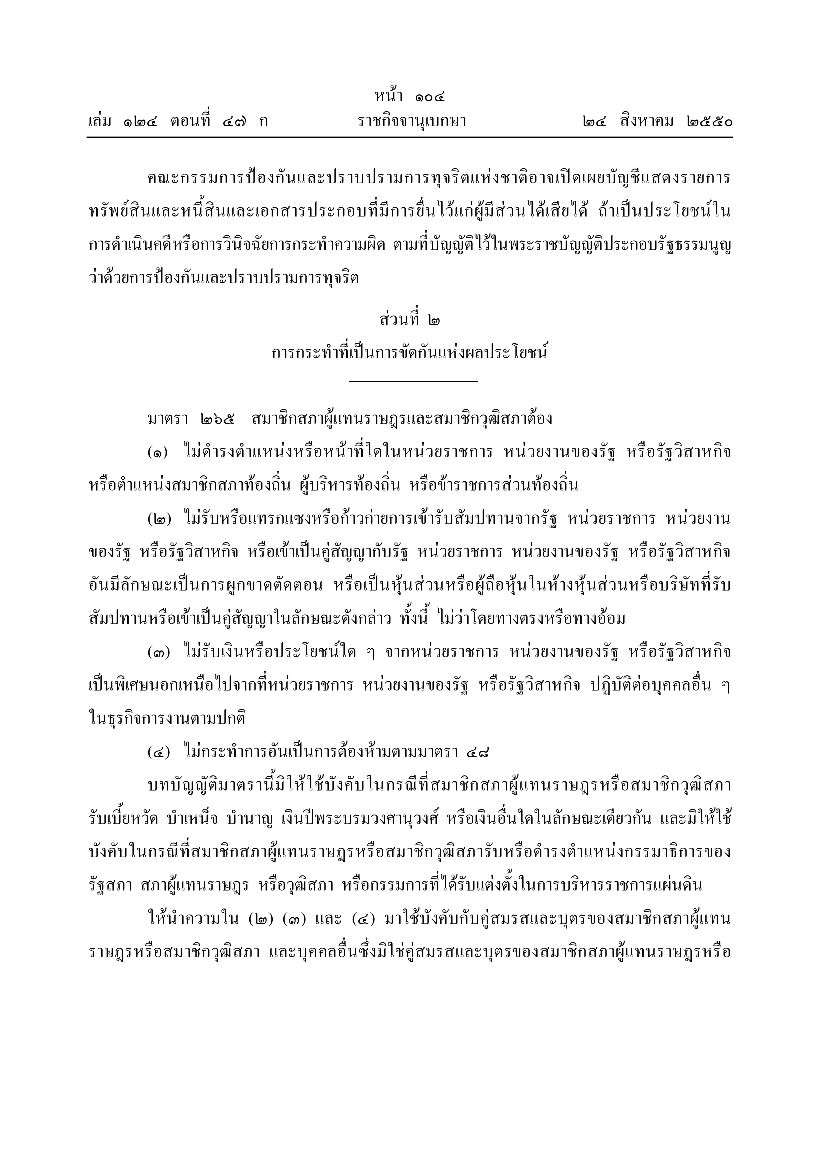 หน้า ๑๐๔
เล่ม ๑๒๔ ตอนที่ ๔๗ ก ราชกิจจานุเบกษา ๒๔ สิงหาคม ๒๕๕๐
คณะกรรมการป้องกันและปราบปรามการทุจริตแห่งชาติอาจเปิดเผยบัญชีแสดงรายการ
ทรัพย์สินและหนี้สินและเอกสารประกอบที่มีการยื่นไว้แก่ผู้มีส่วนได้เสียได้ ถ้าเป็นประโยชน์ใน
การดำเนินคดีหรือการวินิจฉัยการกระทำความผิด ตามที่บัญญัติไว้ในพระราชบัญญัติประกอบรัฐธรรมนูญ
ว่าด้วยการป้องกันและปราบปรามการทุจริต
ส่วนที่ ๒
การกระทำที่เป็นการขัดกันแห่งผลประโยชน์
มาตรา ๒๖๕ สมาชิกสภาผู้แทนราษฎรและสมาชิกวุฒิสภาต้อง
(๑) ไม่ดำรงตำแหน่งหรือหน้าที่ใดในหน่วยราชการ หน่วยงานของรัฐ หรือรัฐวิสาหกิจ
หรือตำแหน่งสมาชิกสภาท้องถิ่น ผู้บริหารท้องถิ่น หรือข้าราชการส่วนท้องถิ่น
(๒) ไม่รับหรือแทรกแซงหรือก้าวก่ายการเข้ารับสัมปทานจากรัฐ หน่วยราชการ หน่วยงาน
ของรัฐ หรือรัฐวิสาหกิจ หรือเข้าเป็นคู่สัญญากับรัฐ หน่วยราชการ หน่วยงานของรัฐ หรือรัฐวิสาหกิจ
อันมีลักษณะเป็นการผูกขาดตัดตอน หรือเป็นหุ้นส่วนหรือผู้ถือหุ้นในห้างหุ้นส่วนหรือบริษัทที่รับ
สัมปทานหรือเข้าเป็นคู่สัญญาในลักษณะดังกล่าว ทั้งนี้ ไม่ว่าโดยทางตรงหรือทางอ้อม
(๓) ไม่รับเงินหรือประโยชน์ใด ๆ จากหน่วยราชการ หน่วยงานของรัฐ หรือรัฐวิสาหกิจ
เป็นพิเศษนอกเหนือไปจากที่หน่วยราชการ หน่วยงานของรัฐ หรือรัฐวิสาหกิจ ปฏิบัติต่อบุคคลอื่น ๆ
ในธุรกิจการงานตามปกติ
(๔) ไม่กระทำการอันเป็นการต้องห้ามตามมาตรา ๔๘
บทบัญญัติมาตรานี้มิให้ใช้บังคับในกรณีที่สมาชิกสภาผู้แทนราษฎรหรือสมาชิกวุฒิสภา
รับเบี้ยหวัด บำเหน็จ บำนาญ เงินปีพระบรมวงศานุวงศ์ หรือเงินอื่นใดในลักษณะเดียวกัน และมิให้ใช้
บังคับในกรณีที่สมาชิกสภาผู้แทนราษฎรหรือสมาชิกวุฒิสภารับหรือดำรงตำแหน่งกรรมาธิการของ
รัฐสภา สภาผู้แทนราษฎร หรือวุฒิสภา หรือกรรมการที่ได้รับแต่งตั้งในการบริหารราชการแผ่นดิน
ให้นำความใน (๒) (๓) และ (๔) มาใช้บังคับกับคู่สมรสและบุตรของสมาชิกสภาผู้แทน
ราษฎรหรือสมาชิกวุฒิสภา และบุคคลอื่นซึ่งมิใช่คู่สมรสและบุตรของสมาชิกสภาผู้แทนราษฎรหรือ